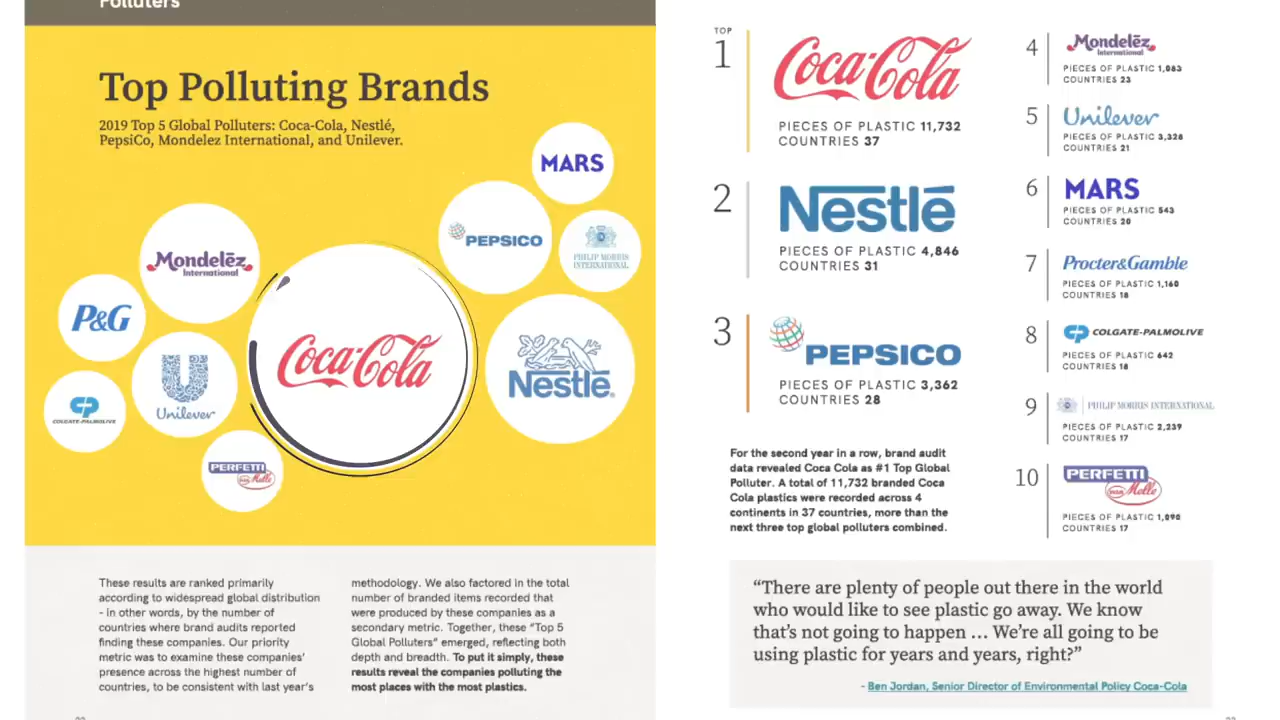 Polluters
Top Polluting Brands
2019 Top 5 Global Polluters: Coca-Cola, Nestlé,
PepsiCo, Mondelez International, and Unilever.
MARS
PEPSICO
PHILIP MORRIS
INTERNATIONAL
Mondelēz
International
P&G
Coca-Cola
Unilever
Nestlé
COLGATE-PALMOLIVE
PERFETTI
van Melle
These results are ranked primarily
according to widespread global distribution
- in other words, by the number of
countries where brand audits reported
finding these companies. Our priority
metric was to examine these companies'
presence across the highest number of
countries, to be consistent with last year's
methodology. We also factored in the total
number of branded items recorded that
were produced by these companies as a
secondary metric. Together, these "Top 5
Global Polluters" emerged, reflecting both
depth and breadth. To put it simply, these
results reveal the companies polluting the
most places with the most plastics.
TOP
1
Coca-Cola
PIECES OF PLASTIC 11,732
COUNTRIES 37
2
Nestlé
PIECES OF PLASTIC 4,846
COUNTRIES 31
3
PEPSICO
PIECES OF PLASTIC 3,362
COUNTRIES 28
For the second year in a row, brand audit
data revealed Coca Cola as #1 Top Global
Polluter. A total of 11,732 branded Coca
Cola plastics were recorded across 4
continents in 37 countries, more than the
next three top global polluters combined.
4
Mondelēz
International
PIECES OF PLASTIC 1,083
COUNTRIES 23
5
Unilever
PIECES OF PLASTIC 3,328
COUNTRIES 21
6
MARS
PIECES OF PLASTIC 543
COUNTRIES 20
7
Procter&Gamble
PIECES OF PLASTIC 1,160
COUNTRIES 18
8
COLGATE-PALMOLIVE
PIECES OF PLASTIC 642
COUNTRIES 18
9
PHILIP MORRIS INTERNATIONAL
PIECES OF PLASTIC 2,239
COUNTRIES 17
10
PERFETTI
van Melle
PIECES OF PLASTIC 1,090
COUNTRIES 17
"There are plenty of people out there in the world
who would like to see plastic go away. We know
that's not going to happen ... We're all going to be
using plastic for years and years, right?"
- Ben Jordan, Senior Director of Environmental Policy Coca-Cola